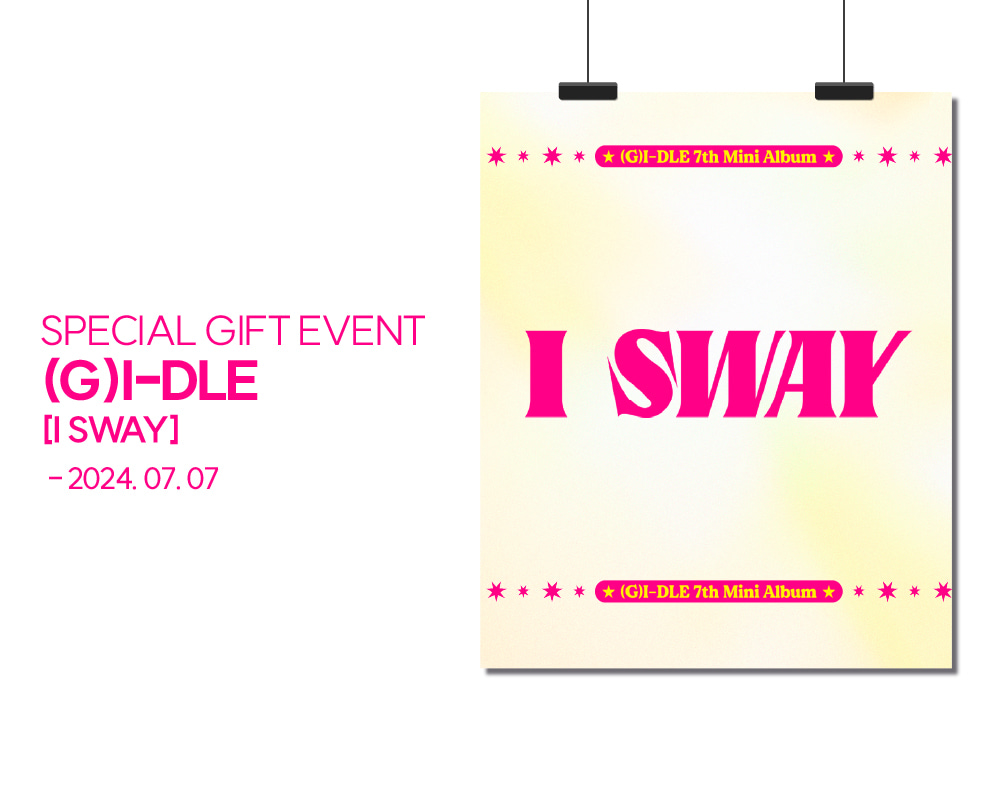 SPECIAL GIFT EVENT
(G)I-DLE
[I SWAY]
- 2024. 07. 07
★ (G)I-DLE 7th Mini Album ★
I SWAY
★ (G)I-DLE 7th Mini Album ★